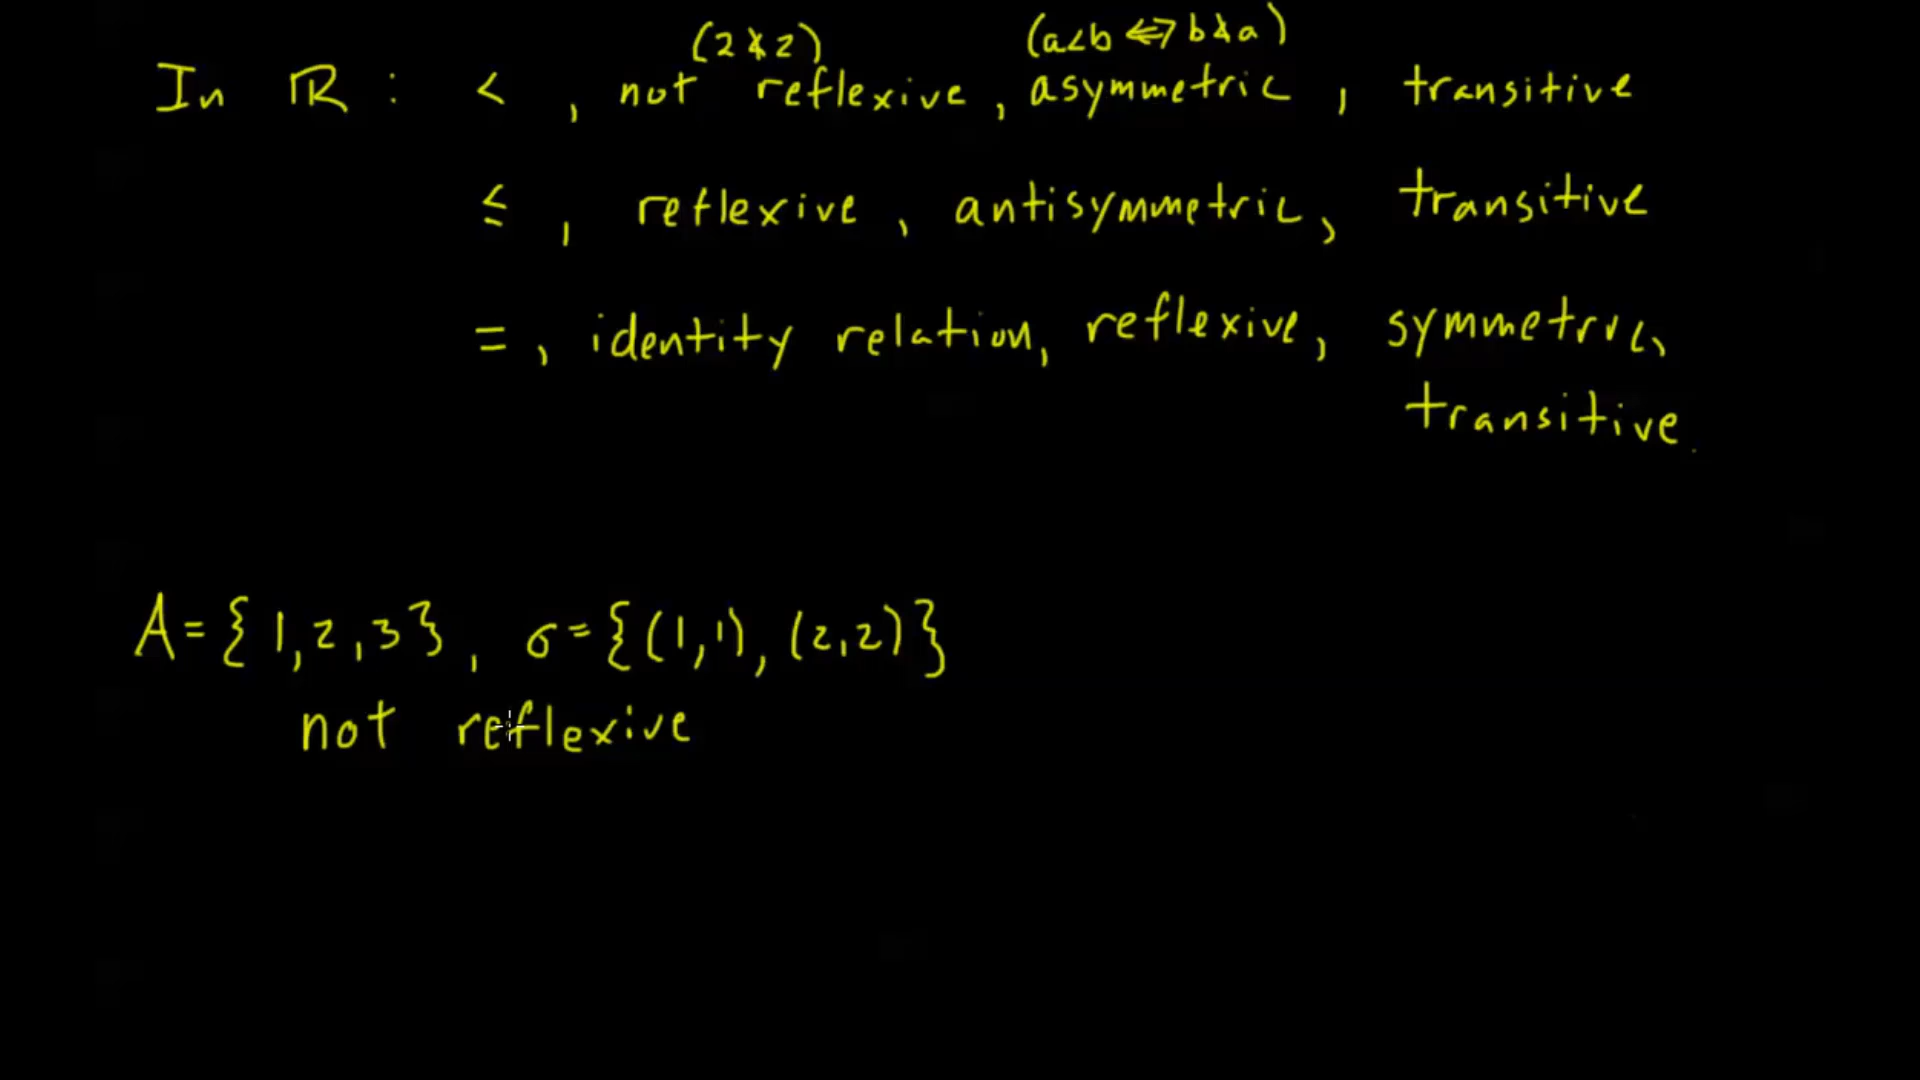 (2≮2) (a<b ⟺ b≮a)
In ℝ : < , not reflexive, asymmetric, transitive
≤ , reflexive, antisymmetric, transitive
=, identity relation, reflexive, symmetric,
transitive.
A={1,2,3}, σ={(1,1), (2,2)}
not reflexive